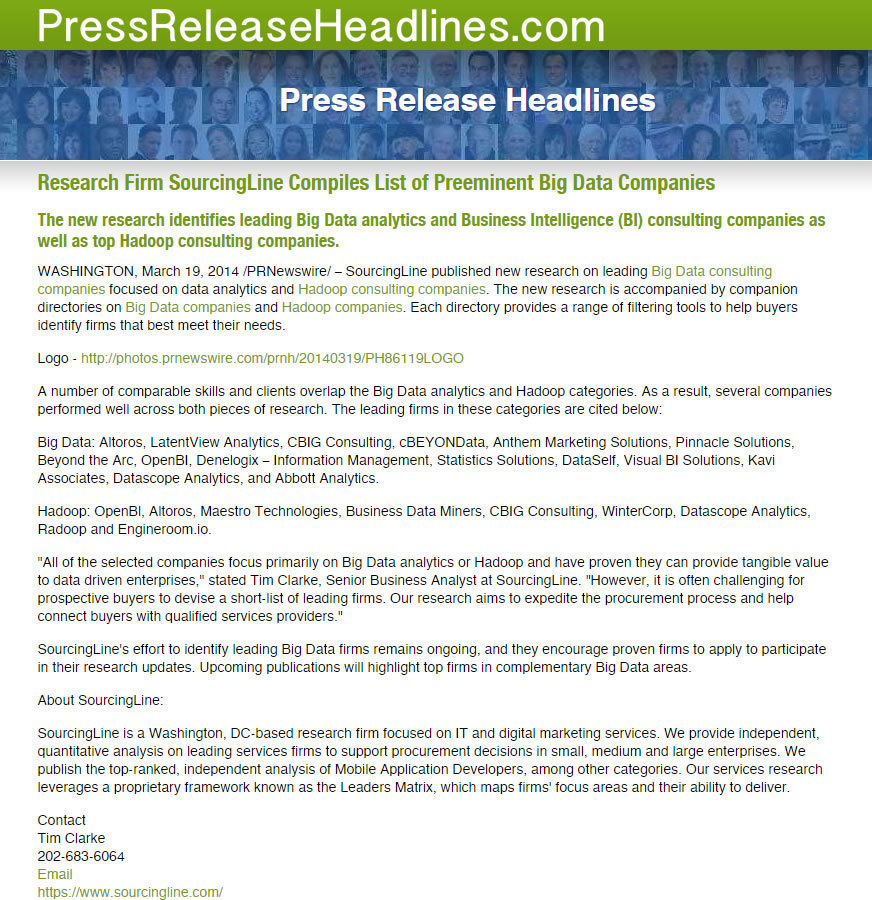 PressReleaseHeadlines.com
Press Release Headlines
Research Firm SourcingLine Compiles List of Preeminent Big Data Companies
The new research identifies leading Big Data analytics and Business Intelligence (BI) consulting companies as
well as top Hadoop consulting companies.
WASHINGTON, March 19, 2014 /PRNewswire/ – SourcingLine published new research on leading Big Data consulting
companies focused on data analytics and Hadoop consulting companies. The new research is accompanied by companion
directories on Big Data companies and Hadoop companies. Each directory provides a range of filtering tools to help buyers
identify firms that best meet their needs.
Logo - http://photos.prnewswire.com/prnh/20140319/PH86119LOGO
A number of comparable skills and clients overlap the Big Data analytics and Hadoop categories. As a result, several companies
performed well across both pieces of research. The leading firms in these categories are cited below:
Big Data: Altoros, LatentView Analytics, CBIG Consulting, cBEYONData, Anthem Marketing Solutions, Pinnacle Solutions,
Beyond the Arc, OpenBI, Denelogix – Information Management, Statistics Solutions, DataSelf, Visual BI Solutions, Kavi
Associates, Datascope Analytics, and Abbott Analytics.
Hadoop: OpenBI, Altoros, Maestro Technologies, Business Data Miners, CBIG Consulting, WinterCorp, Datascope Analytics,
Radoop and Engineroom.io.
"All of the selected companies focus primarily on Big Data analytics or Hadoop and have proven they can provide tangible value
to data driven enterprises," stated Tim Clarke, Senior Business Analyst at SourcingLine. "However, it is often challenging for
prospective buyers to devise a short-list of leading firms. Our research aims to expedite the procurement process and help
connect buyers with qualified services providers."
SourcingLine's effort to identify leading Big Data firms remains ongoing, and they encourage proven firms to apply to participate
in their research updates. Upcoming publications will highlight top firms in complementary Big Data areas.
About SourcingLine:
SourcingLine is a Washington, DC-based research firm focused on IT and digital marketing services. We provide independent,
quantitative analysis on leading services firms to support procurement decisions in small, medium and large enterprises. We
publish the top-ranked, independent analysis of Mobile Application Developers, among other categories. Our services research
leverages a proprietary framework known as the Leaders Matrix, which maps firms' focus areas and their ability to deliver.
Contact
Tim Clarke
202-683-6064
Email
https://www.sourcingline.com/